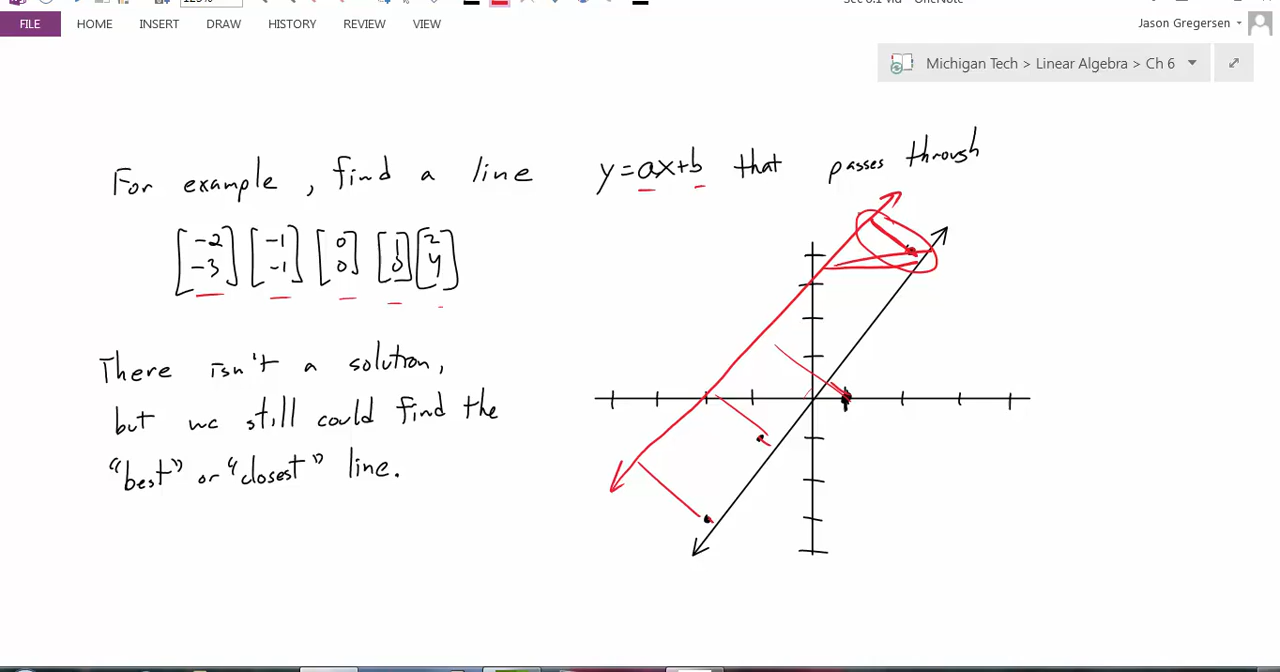 FILE HOME INSERT DRAW HISTORY REVIEW VIEW Jason Gregersen
Michigan Tech > Linear Algebra > Ch 6
For example, find a line y=ax+b that passes through
[-2 -3] [-1 -1] [0 0] [1 0] [2 4]
There isn't a solution,
but we still could find the
"best" or "closest" line.